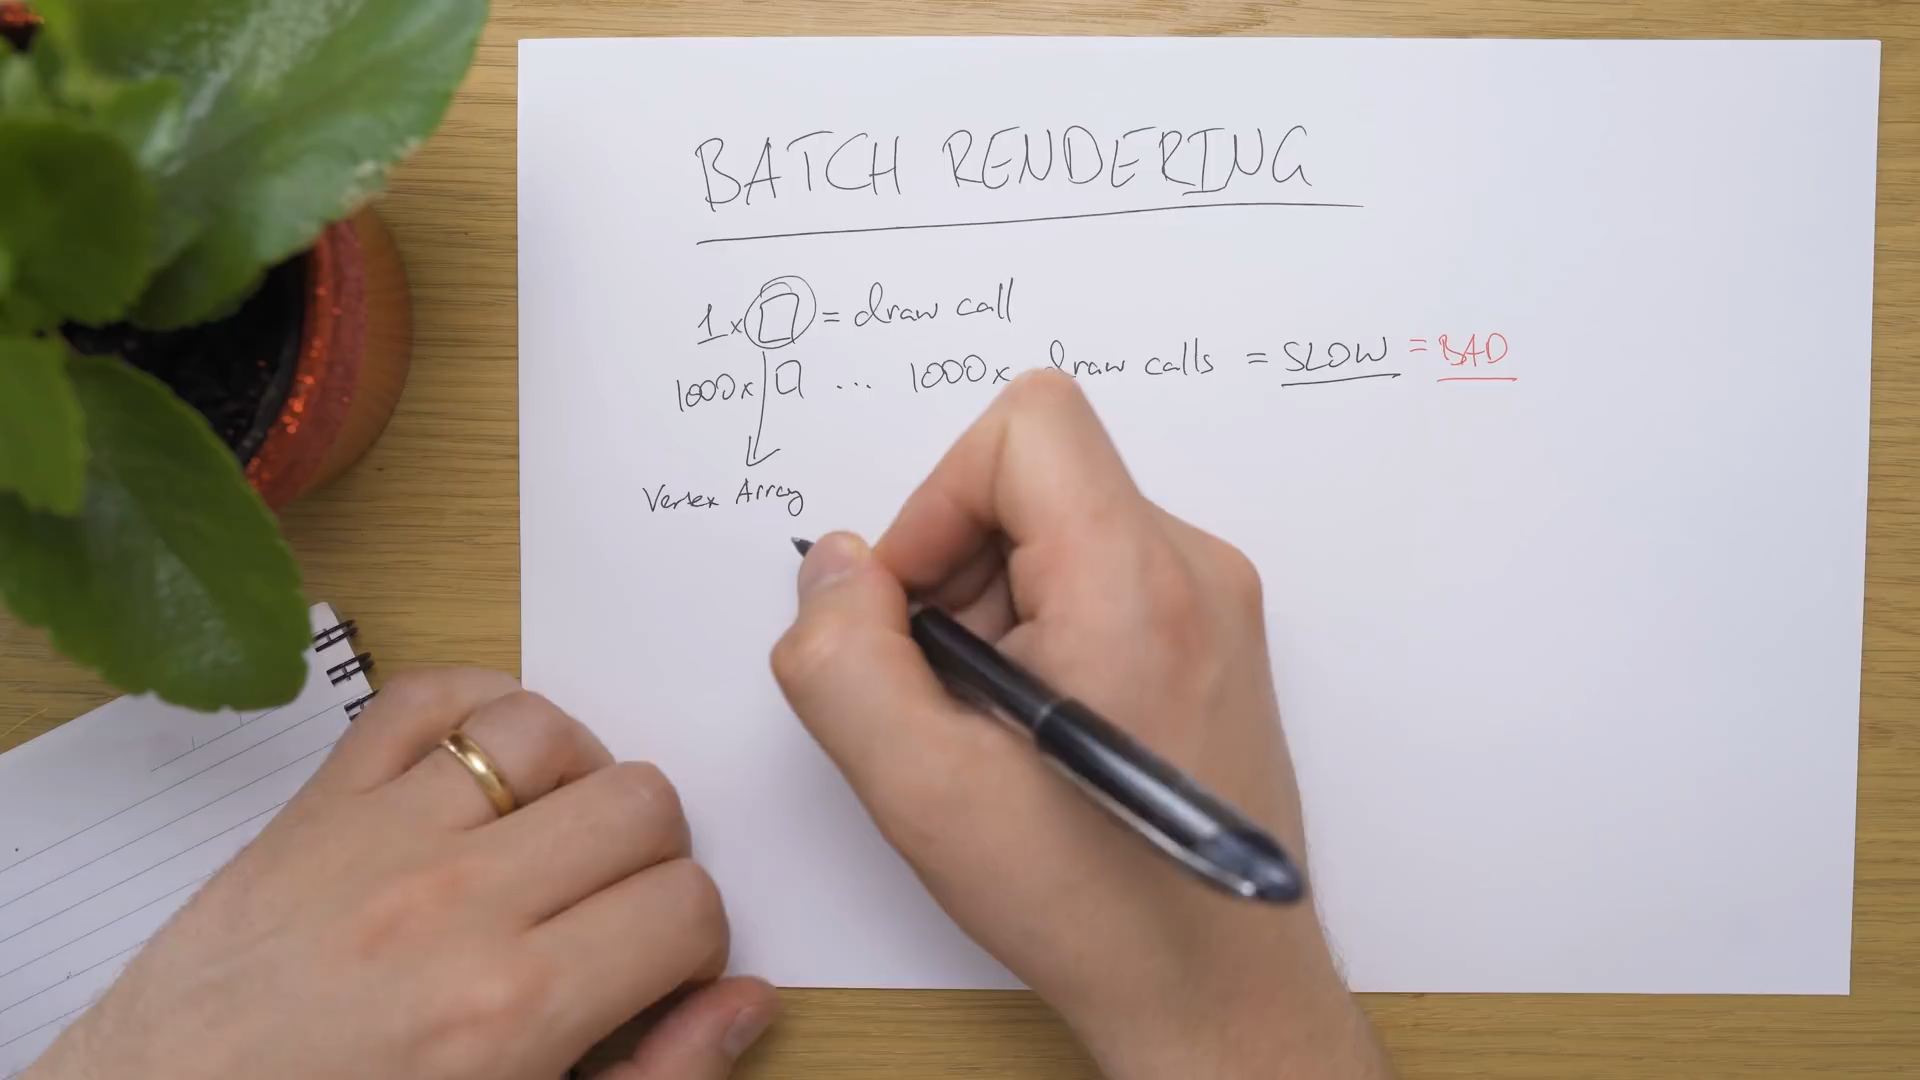 BATCH RENDERING
1x□ = draw call
1000x □ ... 1000x draw calls = SLOW = BAD
Vertex Array